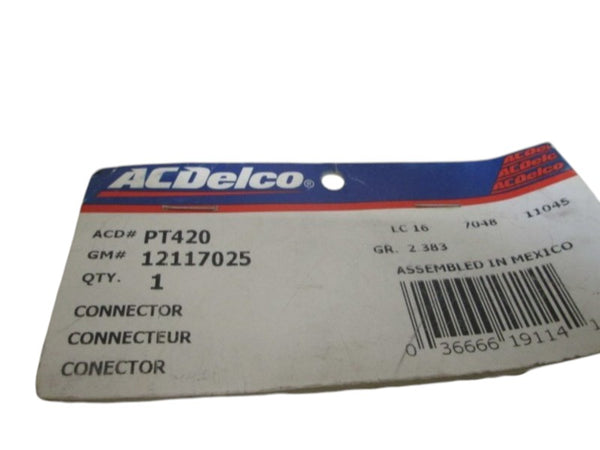 ACDelco®
ACDelco
ACDelco
ACDelco
ACD# PT420
GM# 12117025
QTY. 1
CONNECTOR
CONNECTEUR
CONECTOR
LC 16 7048 11045
GR. 2 383
ASSEMBLED IN MEXICO
0 36666 19114 1